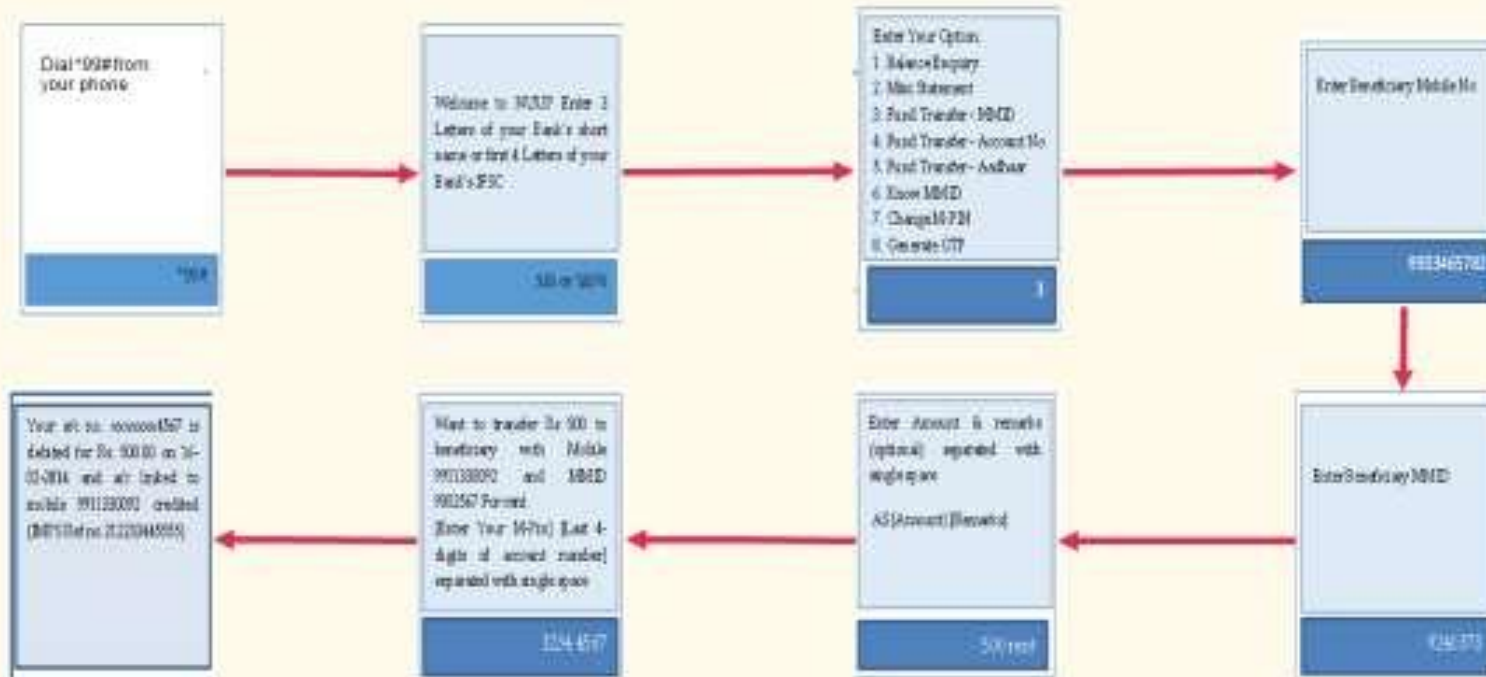 Dial *99# from
your phone
*99#
Welcome to NUUP Enter 3
Letters of your Bank's short
name or first 4 Letters of your
Bank's IFSC
SBI or SBIN
Enter Your Option
1. Balance Enquiry
2. Mini Statement
3. Fund Transfer - MMID
4. Fund Transfer - Account No
5. Fund Transfer - Aadhaar
6. Know MMID
7. Change M-PIN
8. Generate OTP
3
Enter Beneficiary Mobile No
Enter Beneficiary MMID
Enter Amount & remarks
(optional) separated with
single space
[Remarks]
500 rent
Want to transfer Rs 500 to
beneficiary with Mobile
and MMID
For rent.
[Enter Your M-Pin] [Last 4-
digits of account number]
separated with single space
4567
Your a/c no. is
debited for Rs. on
and a/c linked to
mobile credited